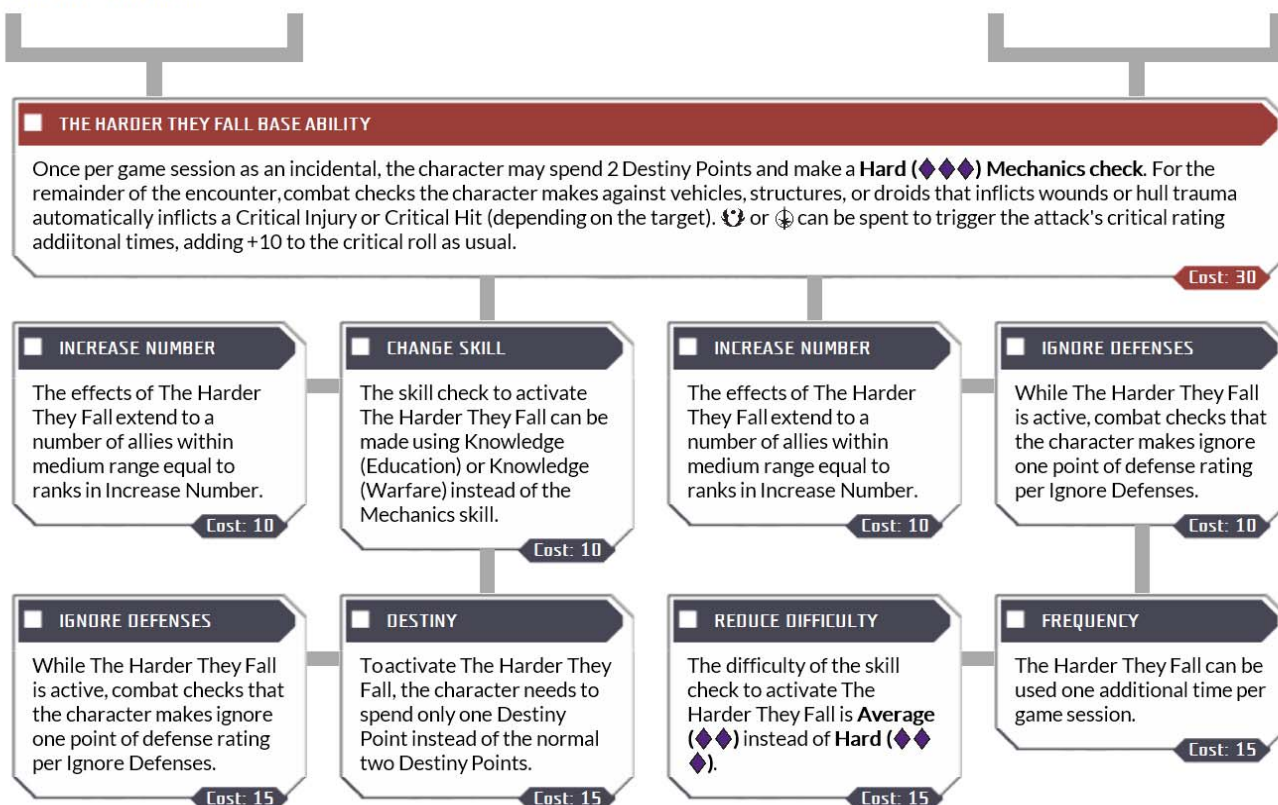 THE HARDER THEY FALL BASE ABILITY
Once per game session as an incidental, the character may spend 2 Destiny Points and make a Hard (♦♦♦) Mechanics check. For the
remainder of the encounter, combat checks the character makes against vehicles, structures, or droids that inflicts wounds or hull trauma
automatically inflicts a Critical Injury or Critical Hit (depending on the target). or can be spent to trigger the attack's critical rating
addiitonal times, adding +10 to the critical roll as usual.
Cost: 30
INCREASE NUMBER
The effects of The Harder
They Fall extend to a
number of allies within
medium range equal to
ranks in Increase Number.
Cost: 10
CHANGE SKILL
The skill check to activate
The Harder They Fall can be
made using Knowledge
(Education) or Knowledge
(Warfare) instead of the
Mechanics skill.
Cost: 10
INCREASE NUMBER
The effects of The Harder
They Fall extend to a
number of allies within
medium range equal to
ranks in Increase Number.
Cost: 10
IGNORE DEFENSES
While The Harder They Fall
is active, combat checks that
the character makes ignore
one point of defense rating
per Ignore Defenses.
Cost: 10
IGNORE DEFENSES
While The Harder They Fall
is active, combat checks that
the character makes ignore
one point of defense rating
per Ignore Defenses.
Cost: 15
DESTINY
To activate The Harder They
Fall, the character needs to
spend only one Destiny
Point instead of the normal
two Destiny Points.
Cost: 15
REDUCE DIFFICULTY
The difficulty of the skill
check to activate The
Harder They Fall is Average
(♦♦) instead of Hard (♦♦
♦).
Cost: 15
FREQUENCY
The Harder They Fall can be
used one additional time per
game session.
Cost: 15